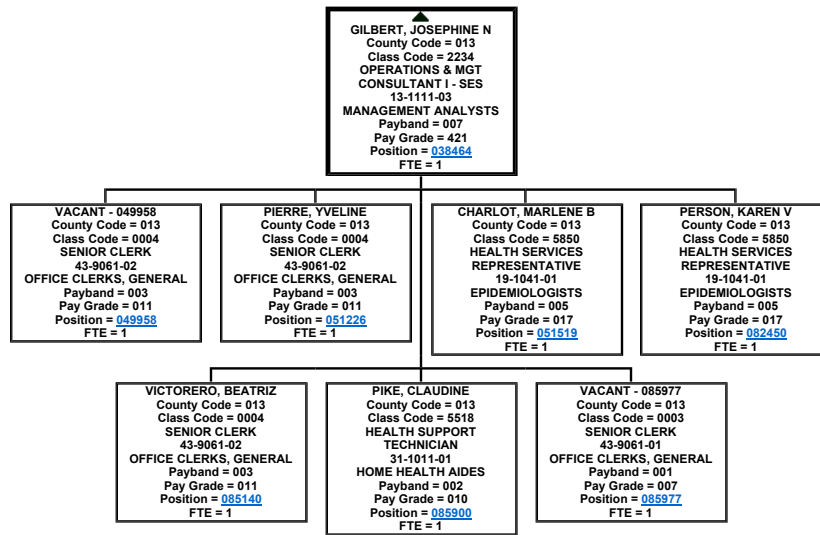 GILBERT, JOSEPHINE N
County Code = 013
Class Code = 2234
OPERATIONS & MGT
CONSULTANT I - SES
13-1111-03
MANAGEMENT ANALYSTS
Payband = 007
Pay Grade = 421
Position = 038464
FTE = 1
VACANT - 049958
County Code = 013
Class Code = 0004
SENIOR CLERK
43-9061-02
OFFICE CLERKS, GENERAL
Payband = 003
Pay Grade = 011
Position = 049958
FTE = 1
PIERRE, YVELINE
County Code = 013
Class Code = 0004
SENIOR CLERK
43-9061-02
OFFICE CLERKS, GENERAL
Payband = 003
Pay Grade = 011
Position = 051226
FTE = 1
CHARLOT, MARLENE B
County Code = 013
Class Code = 5850
HEALTH SERVICES
REPRESENTATIVE
19-1041-01
EPIDEMIOLOGISTS
Payband = 005
Pay Grade = 017
Position = 051519
FTE = 1
PERSON, KAREN V
County Code = 013
Class Code = 5850
HEALTH SERVICES
REPRESENTATIVE
19-1041-01
EPIDEMIOLOGISTS
Payband = 005
Pay Grade = 017
Position = 082450
FTE = 1
VICTORERO, BEATRIZ
County Code = 013
Class Code = 0004
SENIOR CLERK
43-9061-02
OFFICE CLERKS, GENERAL
Payband = 003
Pay Grade = 011
Position = 085140
FTE = 1
PIKE, CLAUDINE
County Code = 013
Class Code = 5518
HEALTH SUPPORT
TECHNICIAN
31-1011-01
HOME HEALTH AIDES
Payband = 002
Pay Grade = 010
Position = 085900
FTE = 1
VACANT - 085977
County Code = 013
Class Code = 0003
SENIOR CLERK
43-9061-01
OFFICE CLERKS, GENERAL
Payband = 001
Pay Grade = 007
Position = 085977
FTE = 1